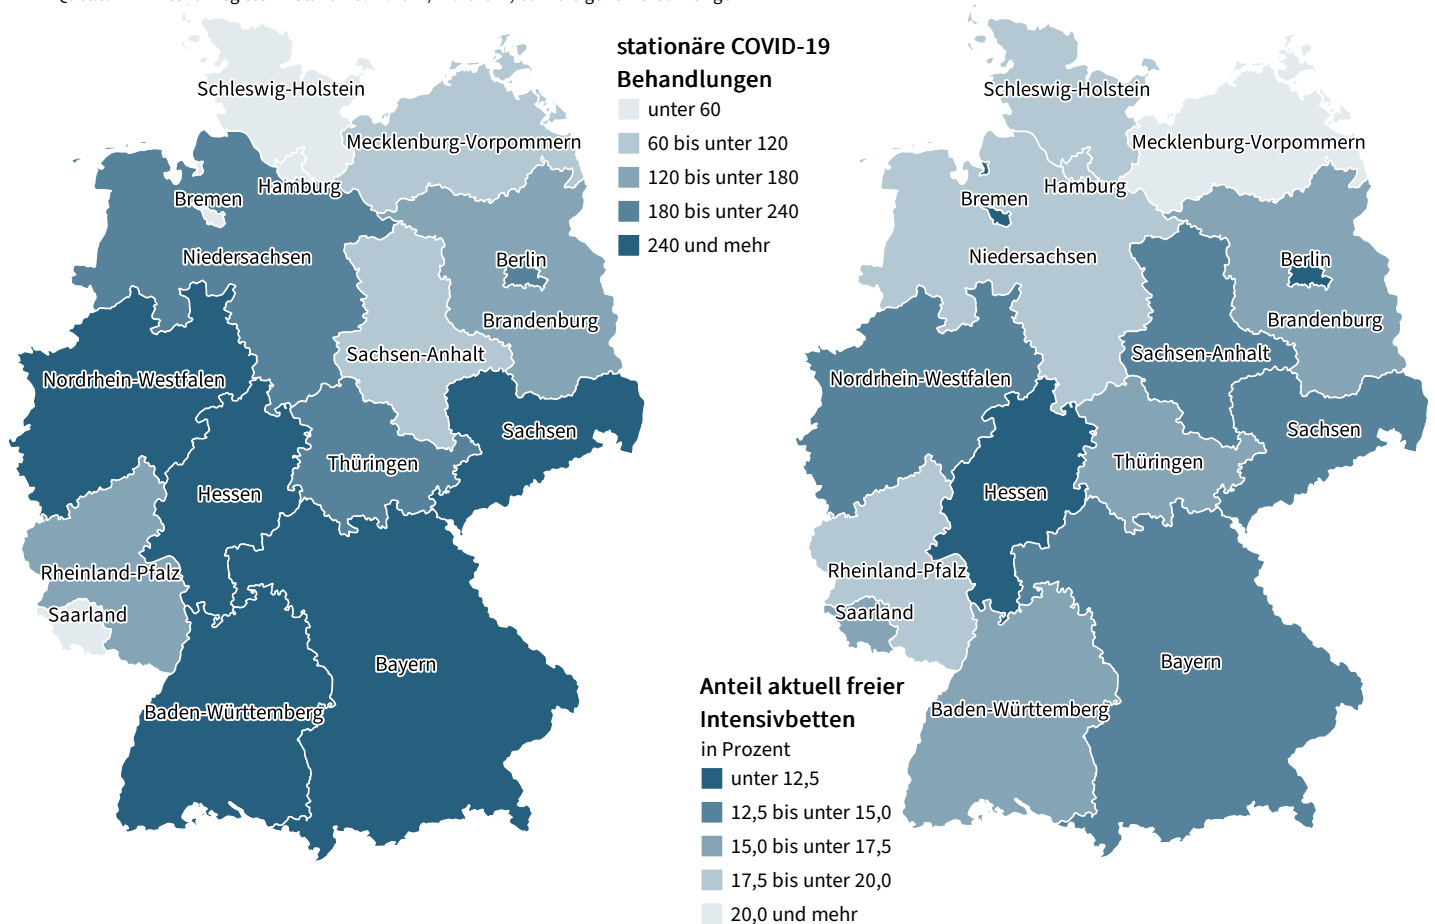 stationäre COVID-19
Behandlungen
unter 60
60 bis unter 120
120 bis unter 180
180 bis unter 240
240 und mehr
Schleswig-Holstein
Mecklenburg-Vorpommern
Hamburg
Bremen
Niedersachsen
Berlin
Brandenburg
Sachsen-Anhalt
Nordrhein-Westfalen
Sachsen
Thüringen
Hessen
Rheinland-Pfalz
Saarland
Bayern
Baden-Württemberg
Schleswig-Holstein
Mecklenburg-Vorpommern
Hamburg
Bremen
Niedersachsen
Berlin
Brandenburg
Sachsen-Anhalt
Nordrhein-Westfalen
Sachsen
Thüringen
Hessen
Rheinland-Pfalz
Saarland
Bayern
Baden-Württemberg
Anteil aktuell freier
Intensivbetten
in Prozent
unter 12,5
12,5 bis unter 15,0
15,0 bis unter 17,5
17,5 bis unter 20,0
20,0 und mehr